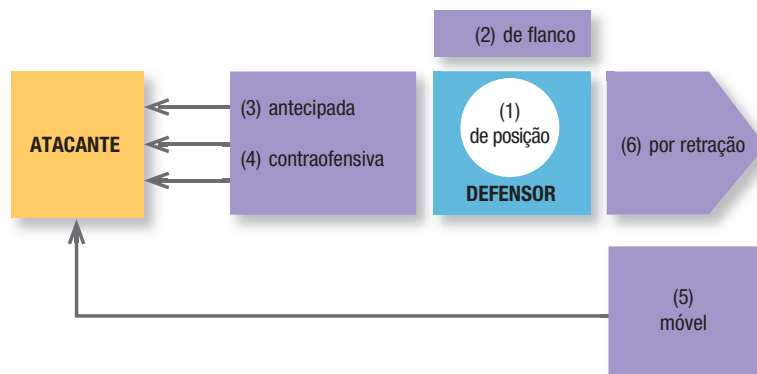 (2) de flanco
ATACANTE
(3) antecipada
(4) contraofensiva
(1)
de posição
DEFENSOR
(6) por retração
(5)
móvel